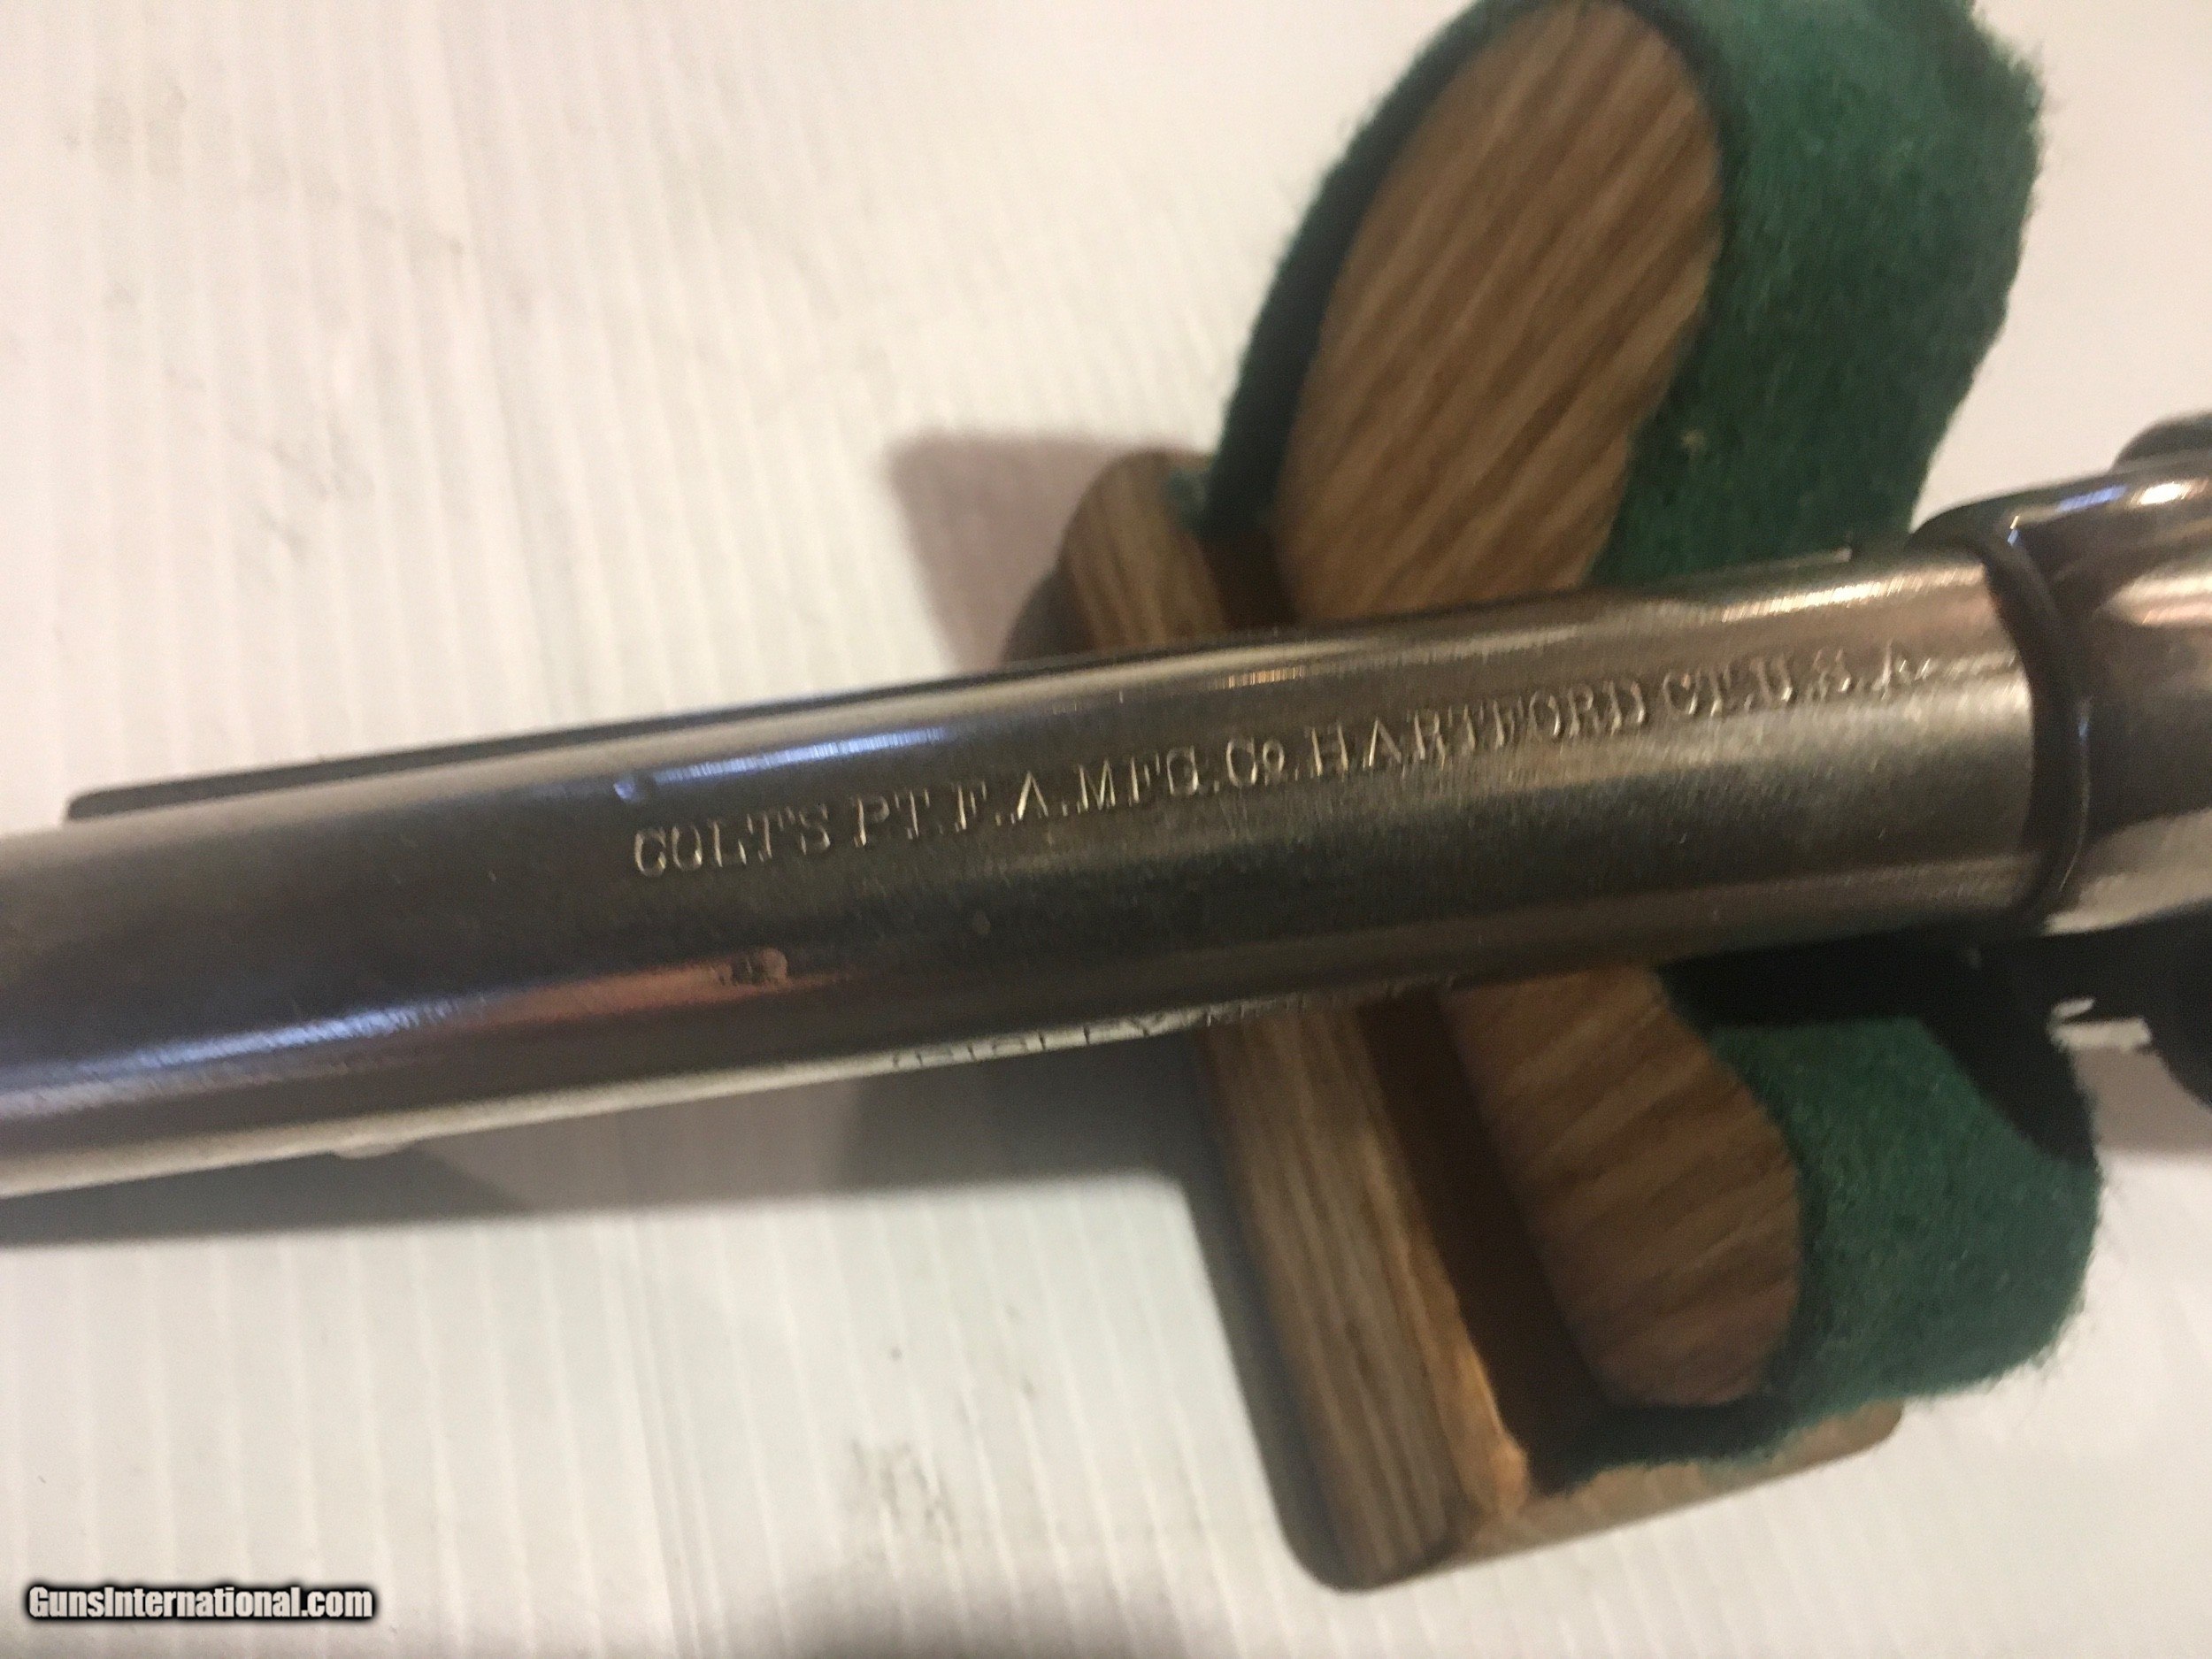 COLT'S PT. F. A. MFG. Co. HARTFORD CT. U.S.A.
GunsInternational.com